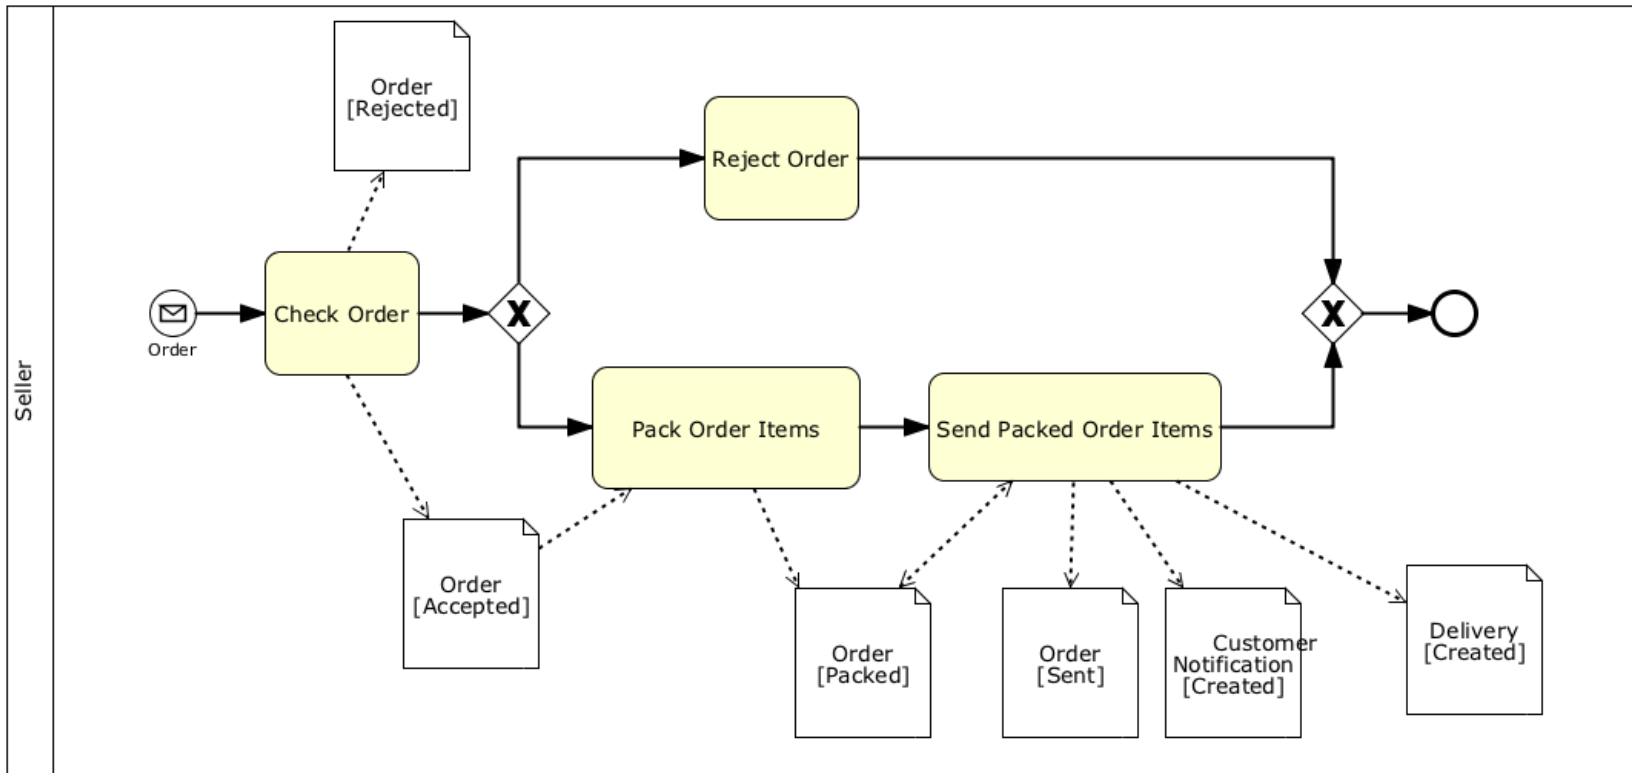 Seller
Order
[Rejected]
Reject Order
Check Order
Order
X
X
Pack Order Items
Send Packed Order Items
Order
[Accepted]
Order
[Packed]
Order
[Sent]
Customer
Notification
[Created]
Delivery
[Created]